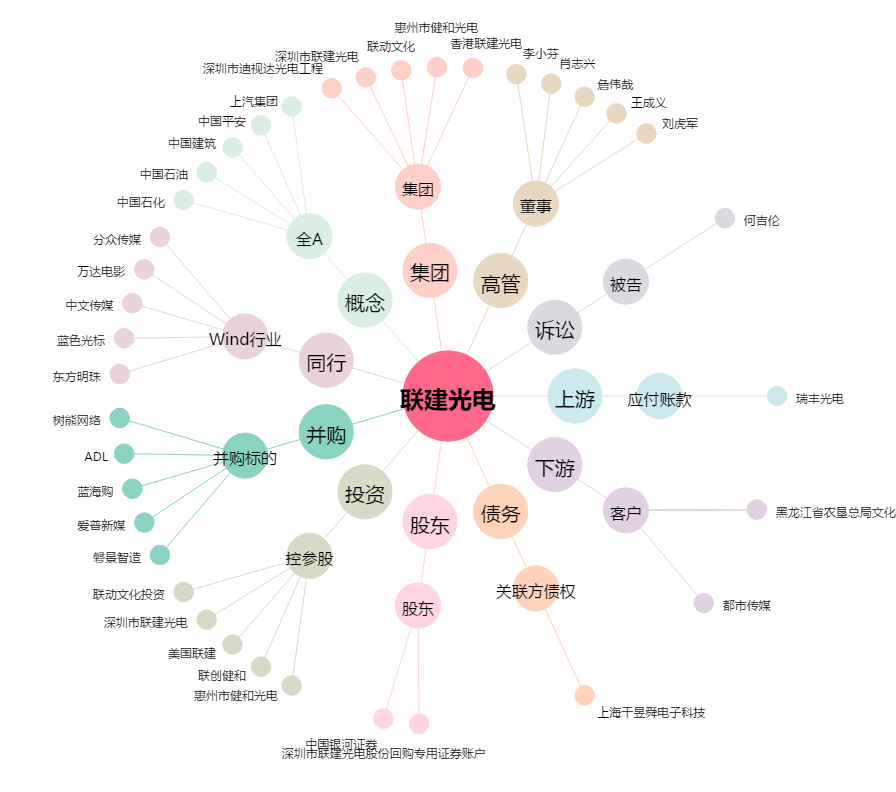 惠州市健和光电
联动文化
香港联建光电
深圳市联建光电
深圳市迪视达光电工程
李小芬
肖志兴
危伟哉
王成义
刘虎军
上汽集团
中国平安
中国建筑
中国石油
中国石化
集团
董事
全A
集团
高管
概念
被告
何吉伦
诉讼
分众传媒
万达电影
中文传媒
蓝色光标
东方明珠
Wind行业
同行
联建光电
上游
应付账款
瑞丰光电
树熊网络
ADL
蓝海购
爱普新媒
磐景智造
并购标的
并购
下游
客户
黑龙江省农垦总局文化
都市传媒
投资
控参股
联动文化投资
深圳市联建光电
美国联建
联创健和
惠州市健和光电
股东
股东
中国银河证券
深圳市联建光电股份回购专用证券账户
债务
关联方债权
上海干昱舜电子科技